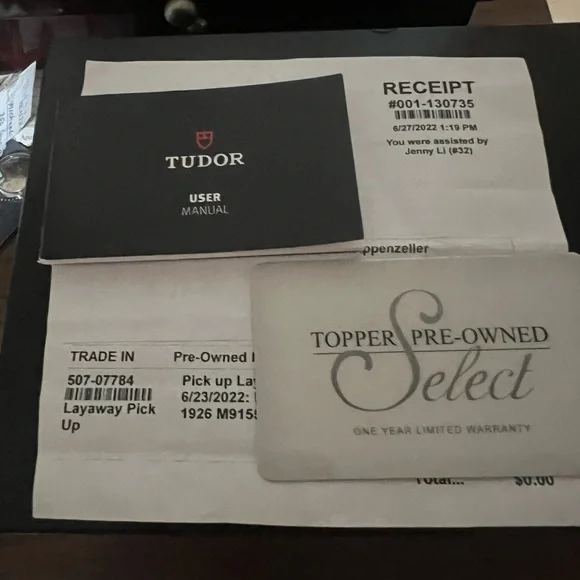 TUDOR
USER
MANUAL
RECEIPT
#001-130735
6/27/2022 1:19 PM
You were assisted by
Jenny Li (#32)
ppenzeller
TRADE IN Pre-Owned
507-07784 Pick up Lay
6/23/2022:
Layaway Pick 1926 M915
Up
TOPPER PRE-OWNED
Select
ONE YEAR LIMITED WARRANTY
Total... $0.00